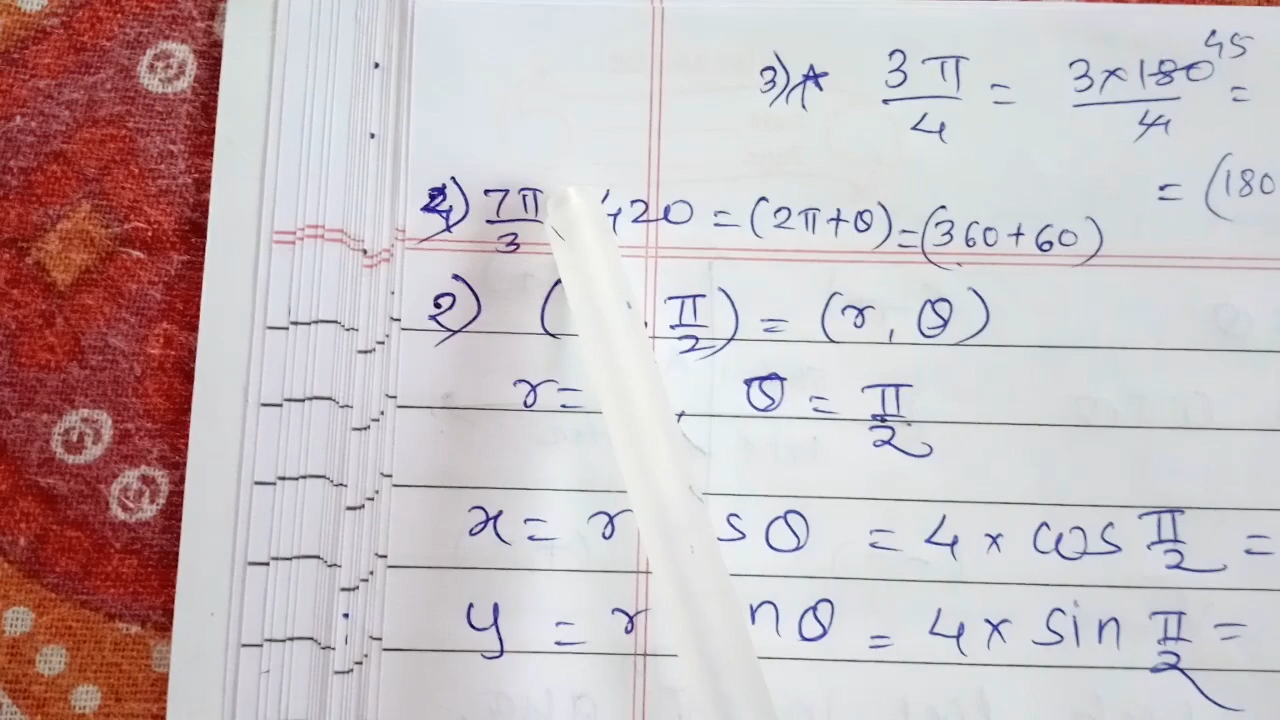 3) 3π/4 = 3×180/4 45 =
= (180
4) 7π/3 420 = (2π+θ) = (360+60)
2) ( , π/2) = (r, θ)
r= , θ = π/2
x = r sθ = 4 × cos π/2 =
y = r nθ = 4 × sin π/2 =